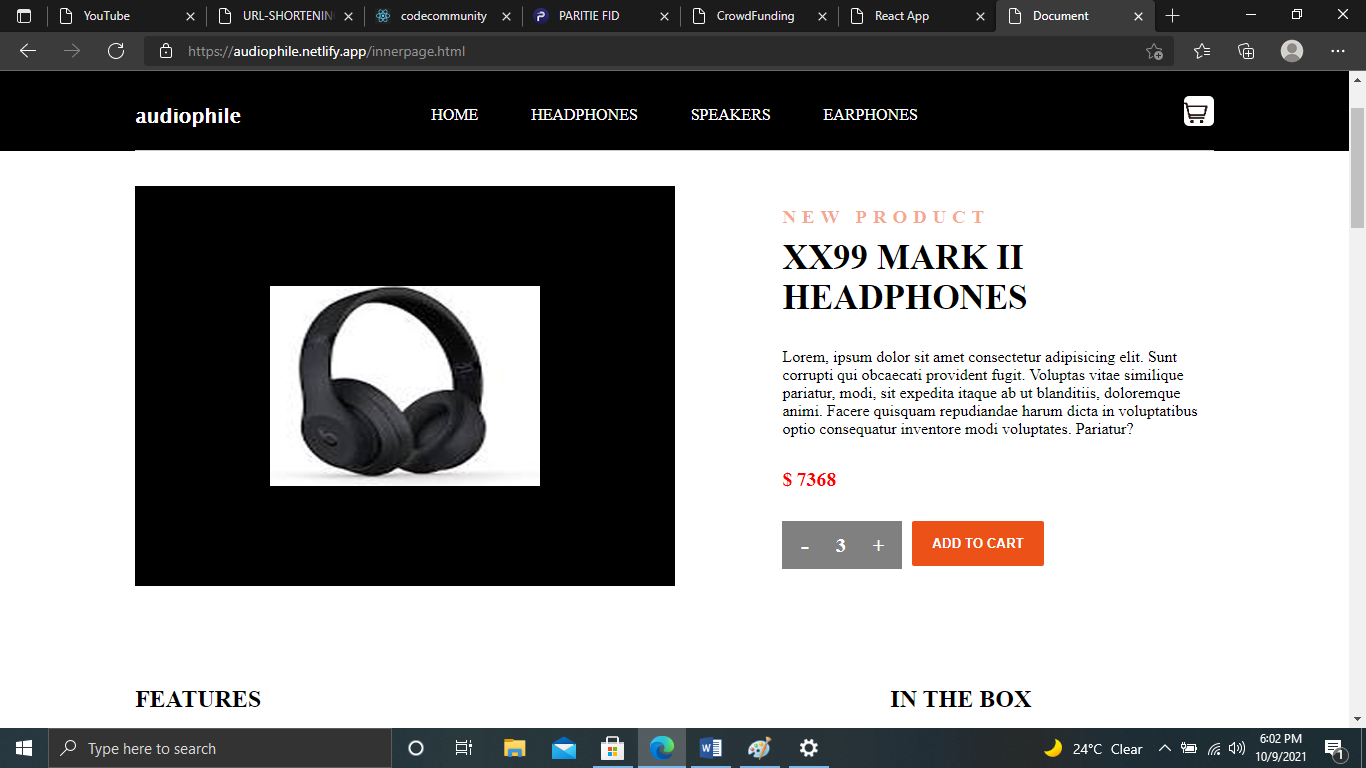 YouTube
URL-SHORTENIN
codecommunity
PARITIE FID
CrowdFunding
React App
Document
https://audiophile.netlify.app/innerpage.html
audiophile
HOME
HEADPHONES
SPEAKERS
EARPHONES
NEW PRODUCT
XX99 MARK II
HEADPHONES
Lorem, ipsum dolor sit amet consectetur adipisicing elit. Sunt
corrupti qui obcaecati provident fugit. Voluptas vitae similique
pariatur, modi, sit expedita itaque ab ut blanditiis, doloremque
animi. Facere quisquam repudiandae harum dicta in voluptatibus
optio consequatur inventore modi voluptates. Pariatur?
$ 7368
- 3 +
ADD TO CART
FEATURES
IN THE BOX
Type here to search
24°C Clear
6:02 PM
10/9/2021
1